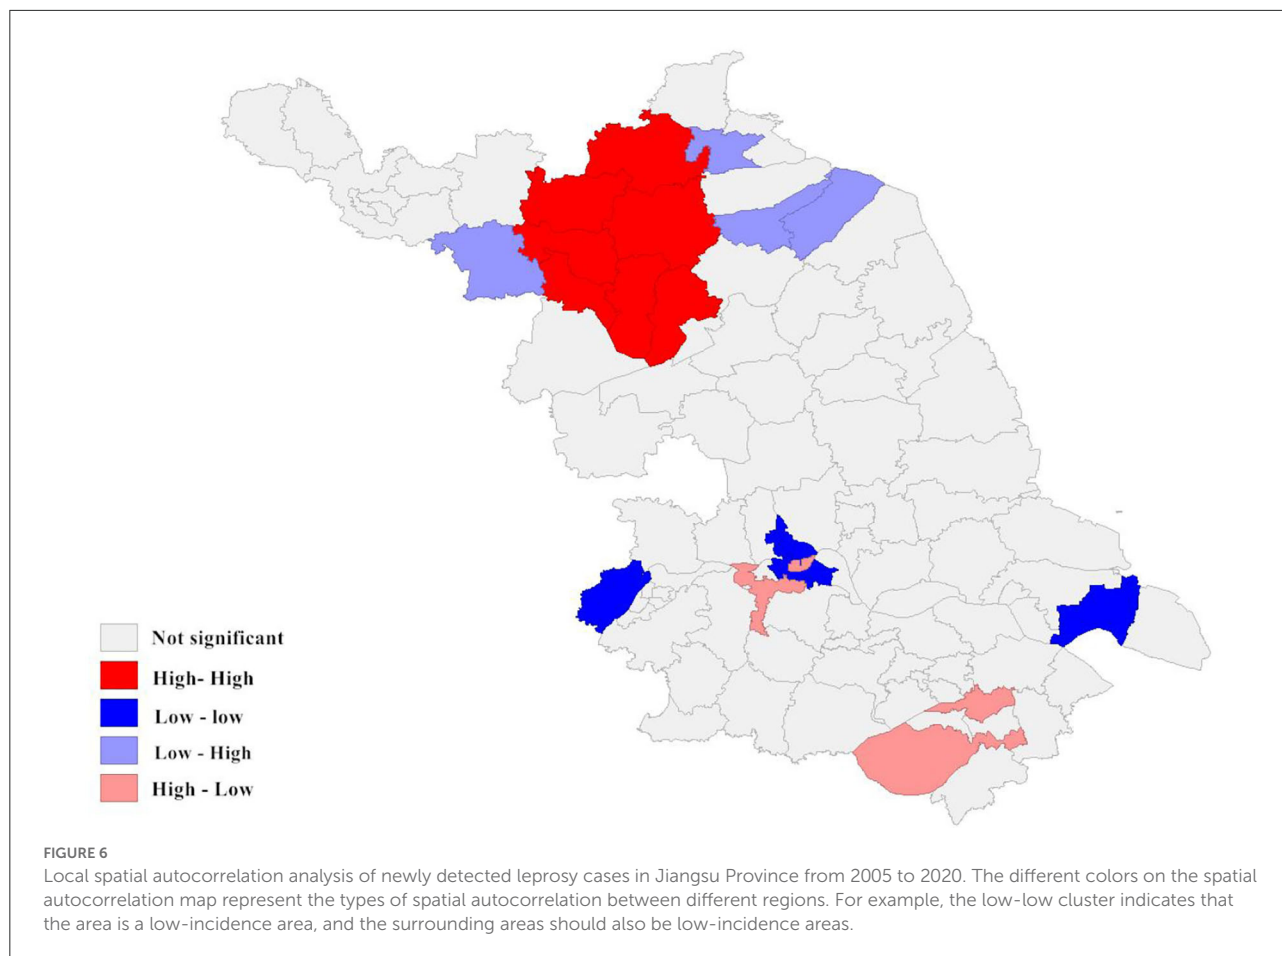 Not significant
High- High
Low - low
Low - High
High - Low
FIGURE 6
Local spatial autocorrelation analysis of newly detected leprosy cases in Jiangsu Province from 2005 to 2020. The different colors on the spatial
autocorrelation map represent the types of spatial autocorrelation between different regions. For example, the low-low cluster indicates that
the area is a low-incidence area, and the surrounding areas should also be low-incidence areas.